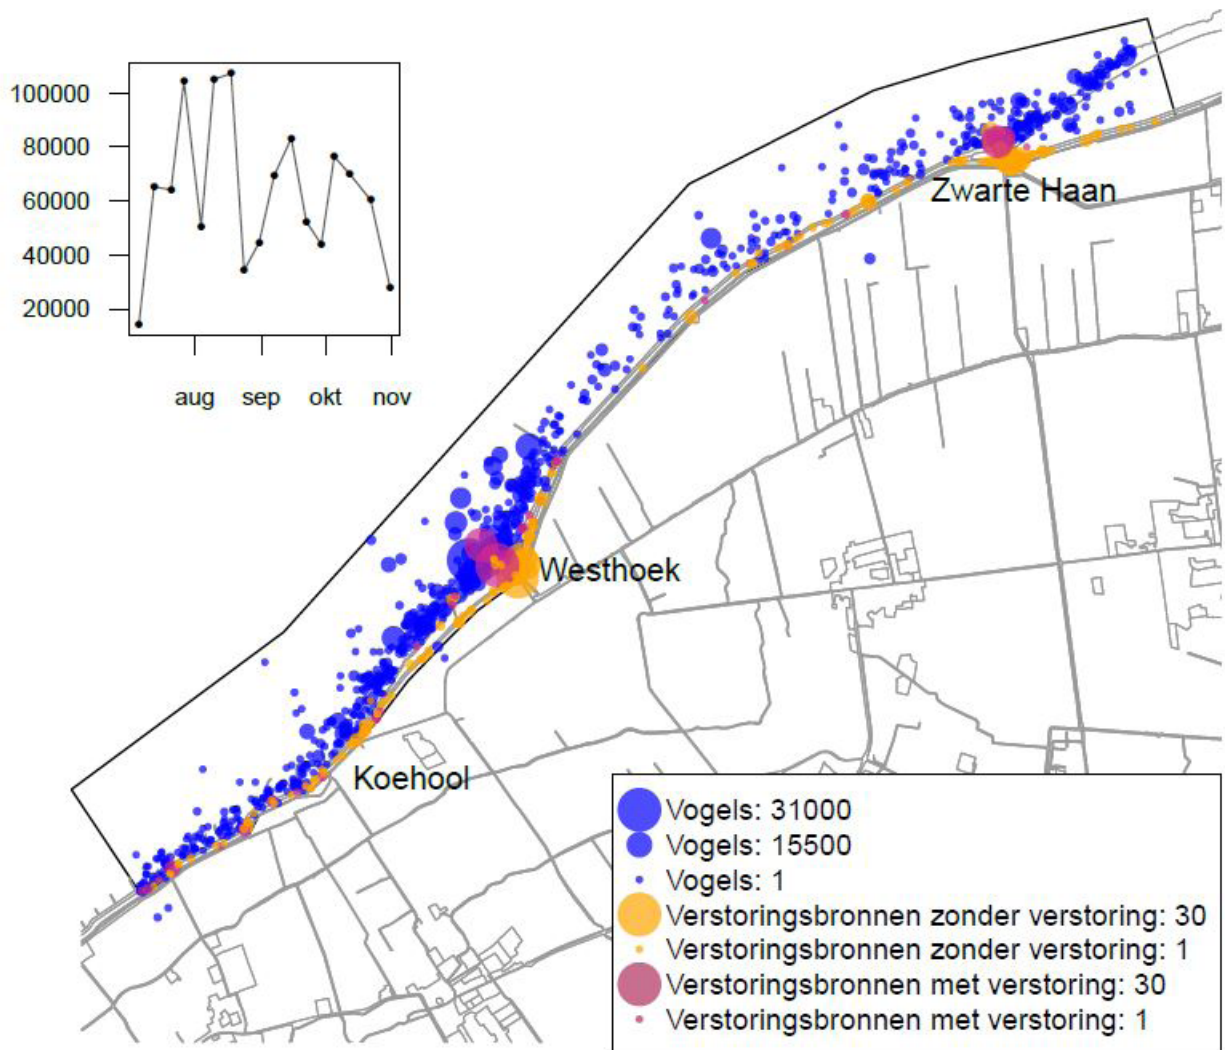 100000
80000
60000
40000
20000
aug sep okt nov
Zwarte Haan
Westhoek
Koehool
Vogels: 31000
Vogels: 15500
Vogels: 1
Verstoringsbronnen zonder verstoring: 30
Verstoringsbronnen zonder verstoring: 1
Verstoringsbronnen met verstoring: 30
Verstoringsbronnen met verstoring: 1